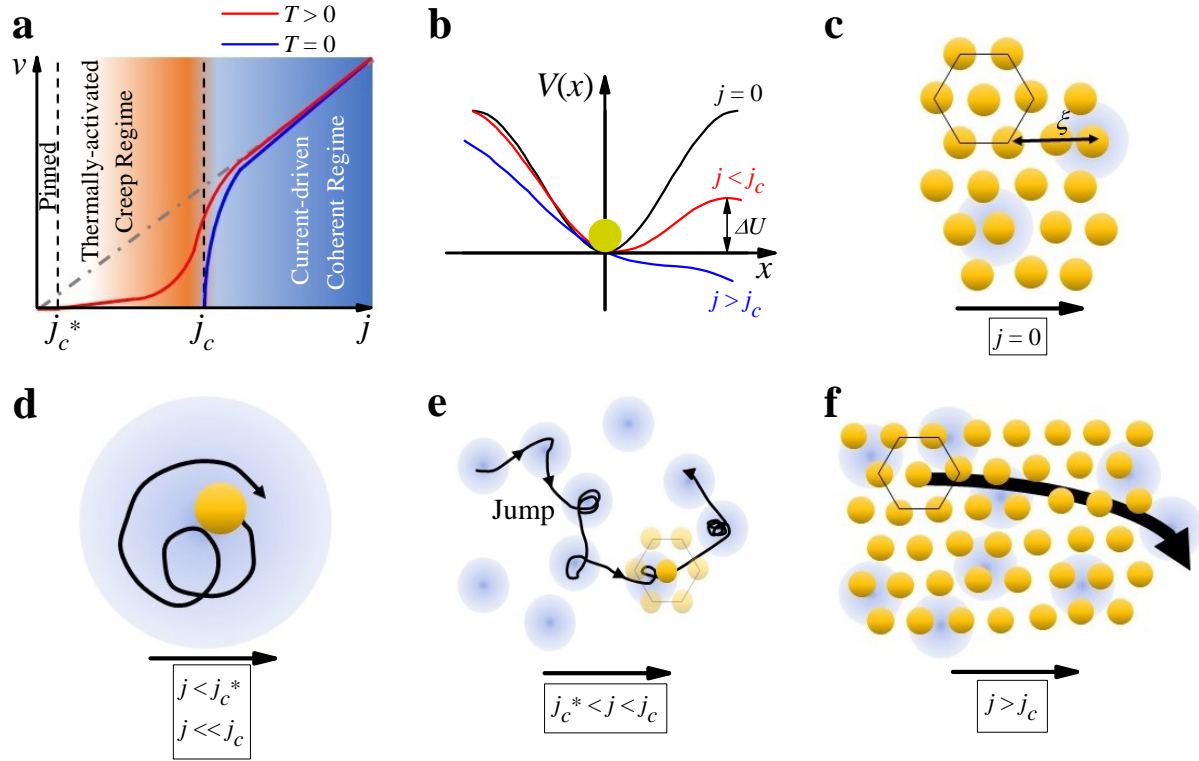 a
T > 0
T = 0
v
Pinned
Thermally-activated
Creep Regime
Current-driven
Coherent Regime
j_c*
j_c
j
b
V(x)
j = 0
j < j_c
ΔU
x
j > j_c
c
ξ
j = 0
d
j < j_c*
j << j_c
e
Jump
j_c* < j < j_c
f
j > j_c